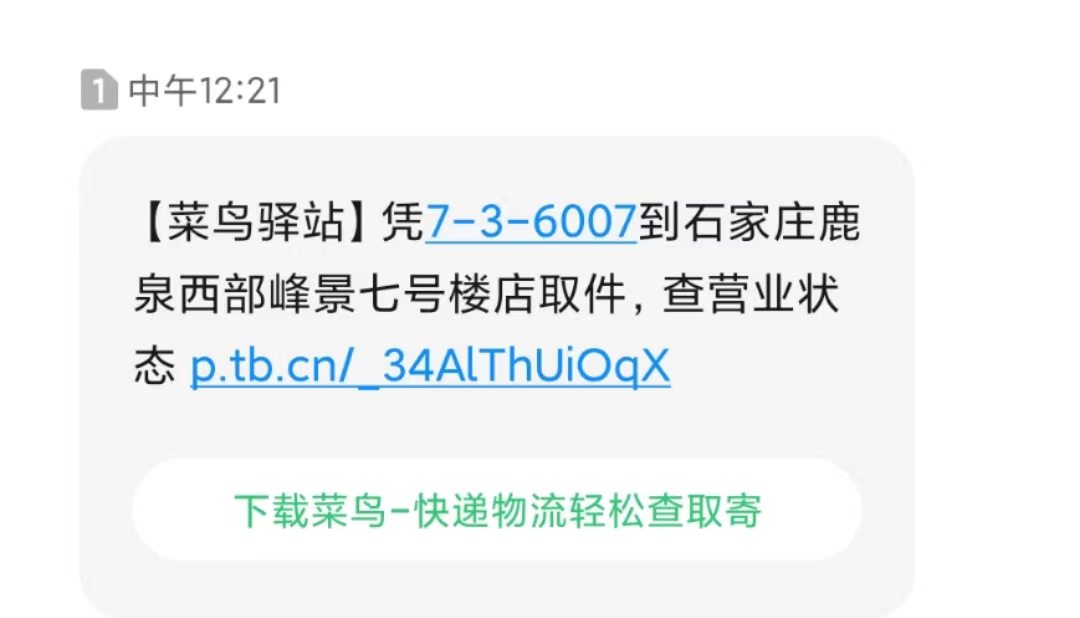 1 中午12:21
【菜鸟驿站】凭7-3-6007到石家庄鹿
泉西部峰景七号楼店取件，查营业状
态 p.tb.cn/_34AlThUiOqX
下载菜鸟-快递物流轻松查取寄